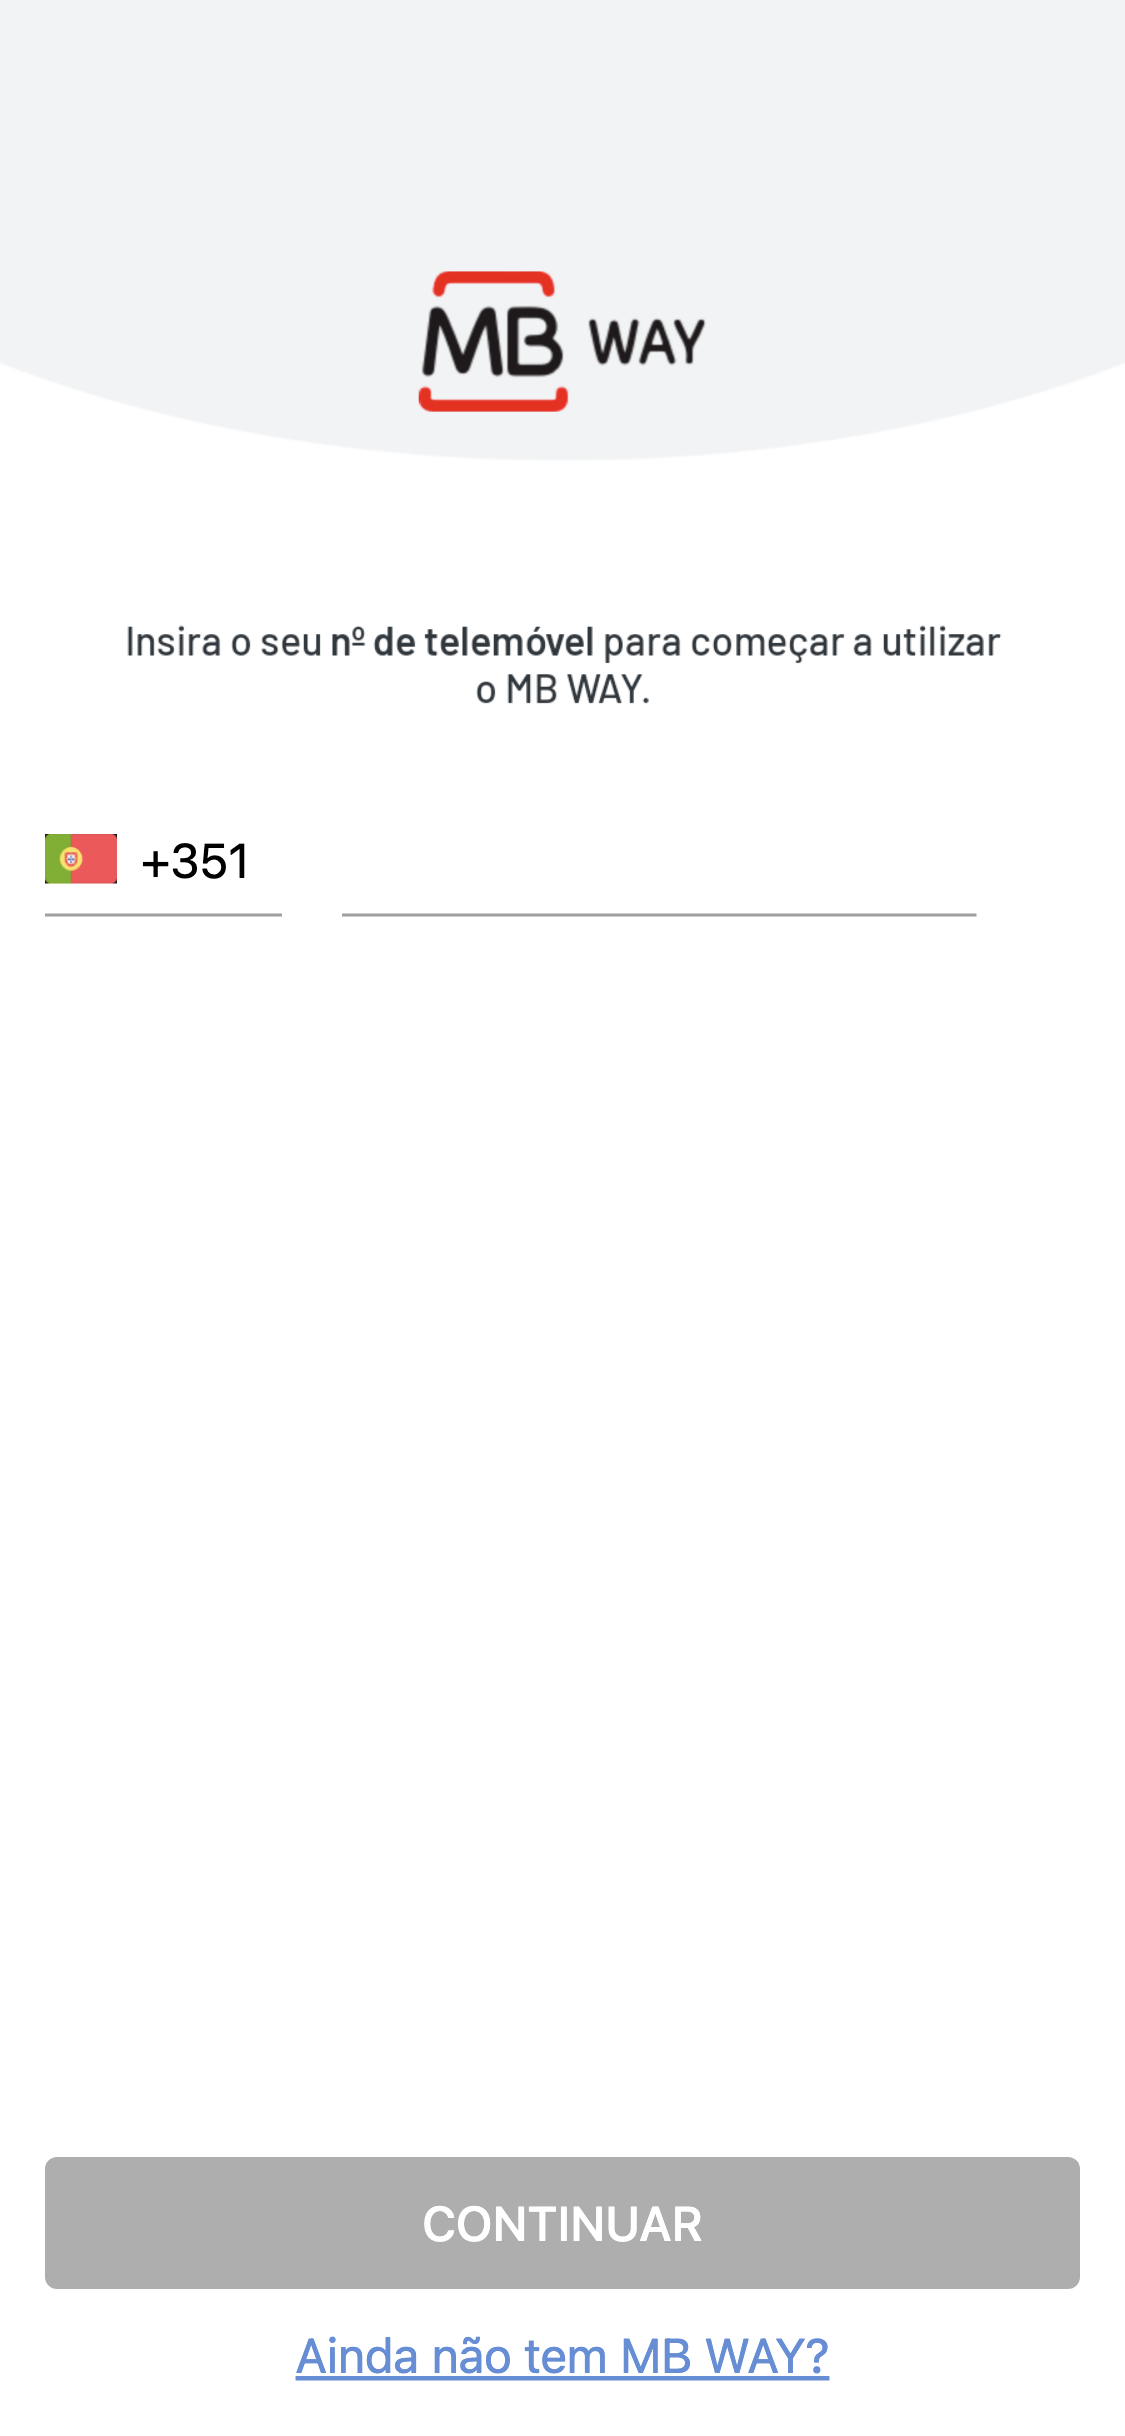 MB WAY
Insira o seu nº de telemóvel para começar a utilizar
o MB WAY.
+351
CONTINUAR
Ainda não tem MB WAY?